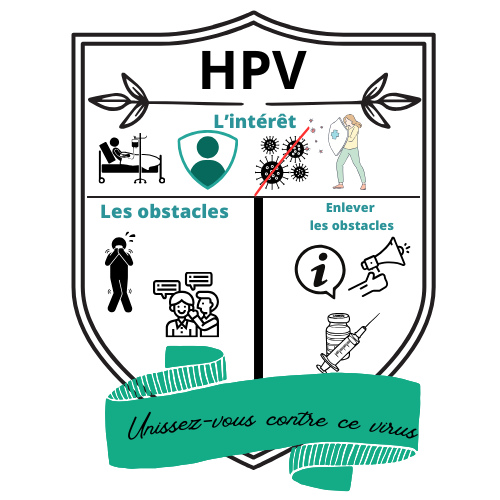 HPV
L'intérêt
Les obstacles
Enlever
les obstacles
Unissez-vous contre ce virus